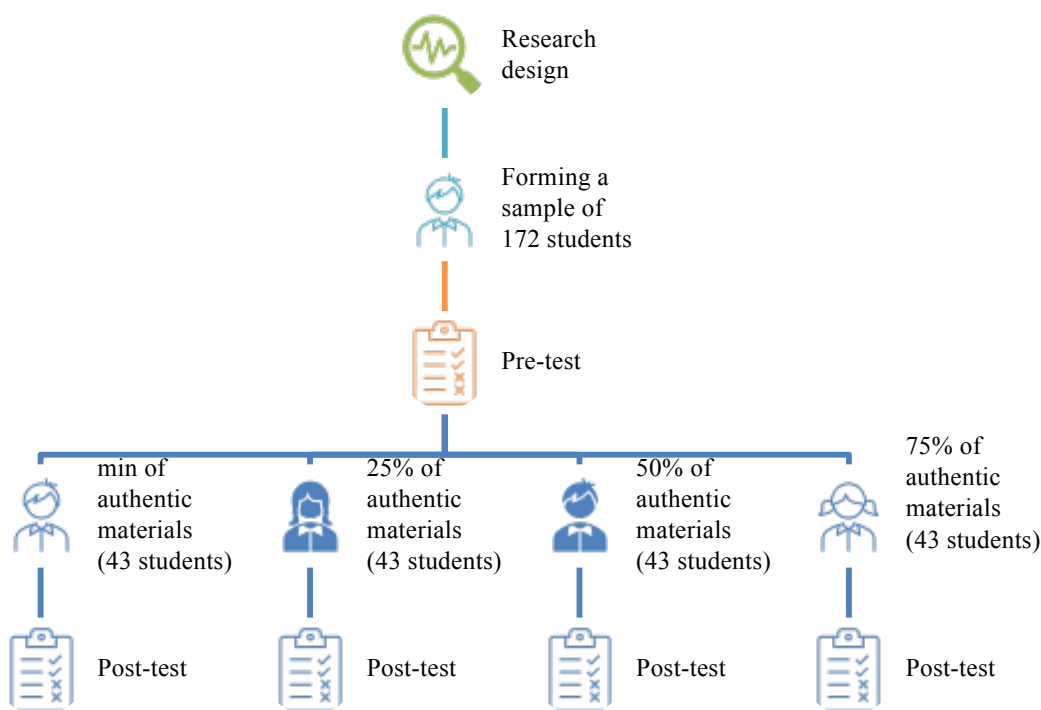 Research
design
Forming a
sample of
172 students
Pre-test
min of
authentic
materials
(43 students)
25% of
authentic
materials
(43 students)
50% of
authentic
materials
(43 students)
75% of
authentic
materials
(43 students)
Post-test
Post-test
Post-test
Post-test